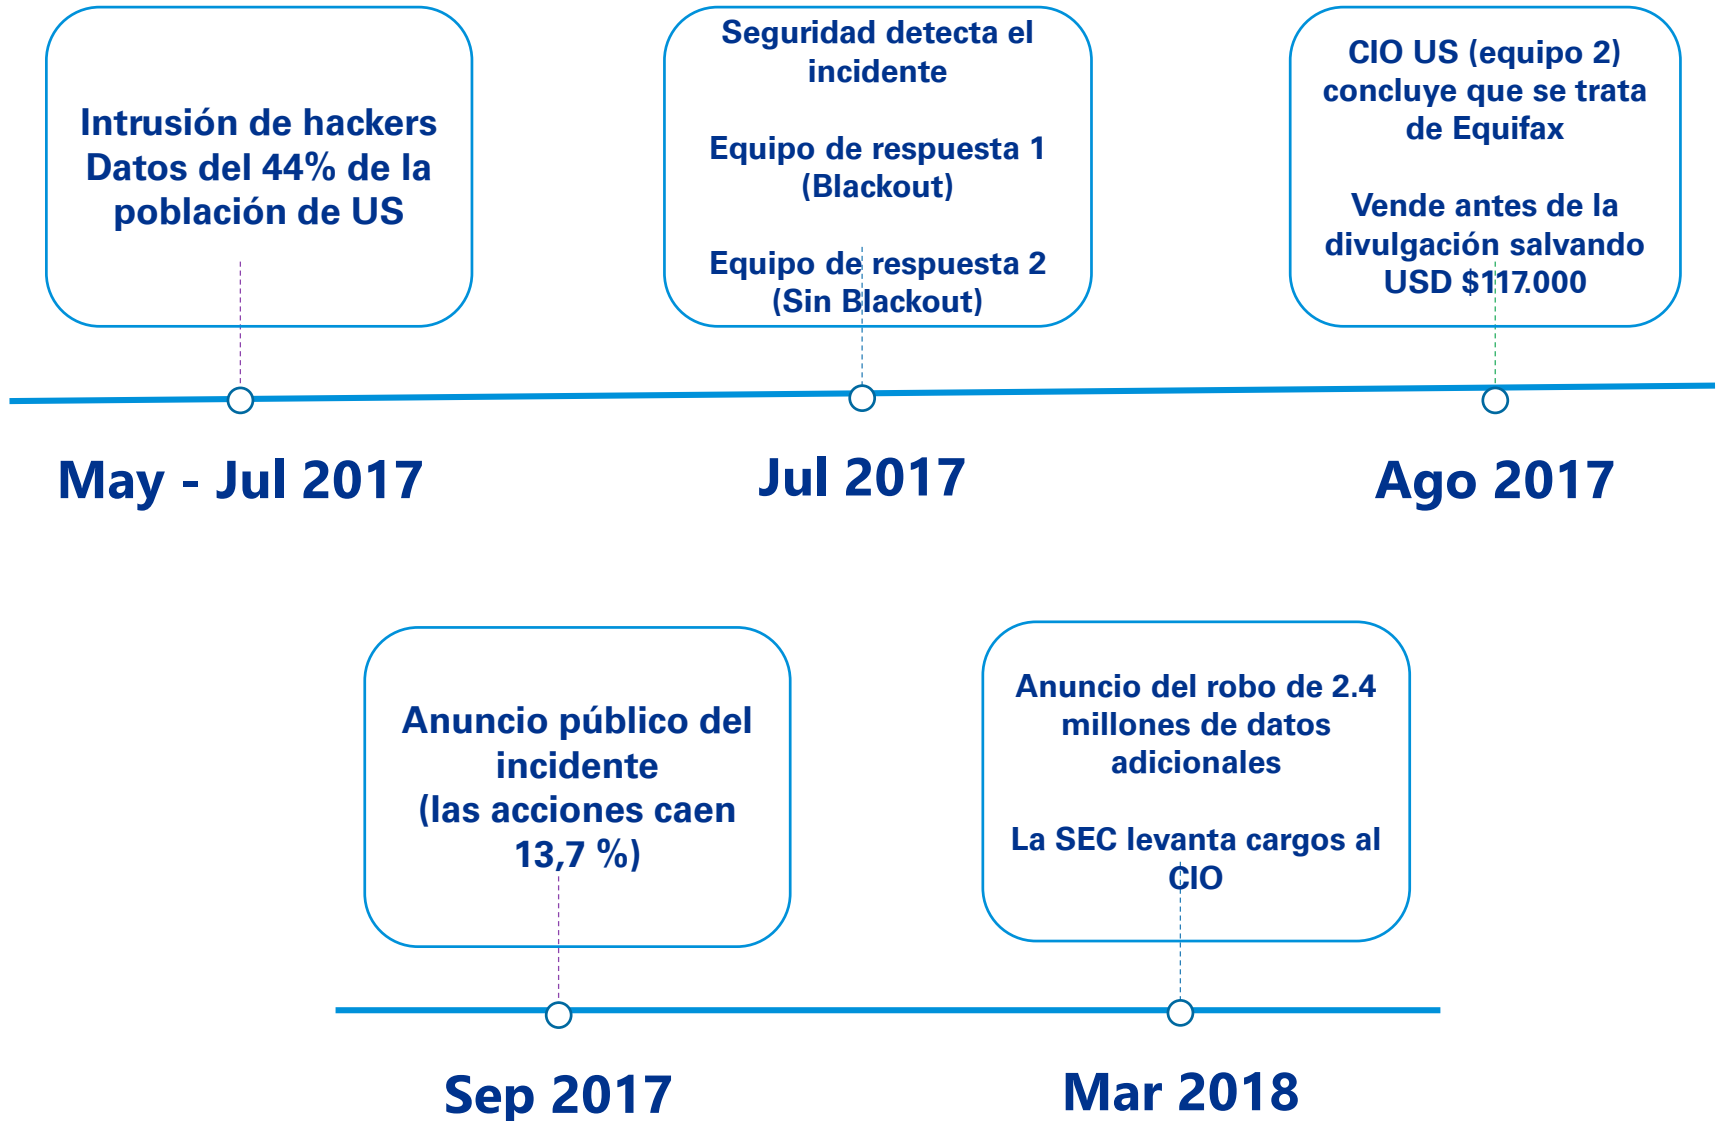 Intrusión de hackers
Datos del 44% de la
población de US
Seguridad detecta el
incidente
Equipo de respuesta 1
(Blackout)
Equipo de respuesta 2
(Sin Blackout)
CIO US (equipo 2)
concluye que se trata
de Equifax
Vende antes de la
divulgación salvando
USD $117.000
May - Jul 2017
Jul 2017
Ago 2017
Anuncio público del
incidente
(las acciones caen
13,7 %)
Anuncio del robo de 2.4
millones de datos
adicionales
La SEC levanta cargos al
CIO
Sep 2017
Mar 2018